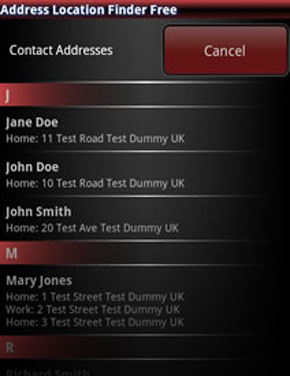 Address Location Finder Free
Contact Addresses
Cancel
J
Jane Doe
Home: 11 Test Road Test Dummy UK
John Doe
Home: 10 Test Road Test Dummy UK
John Smith
Home: 20 Test Ave Test Dummy UK
M
Mary Jones
Home: 1 Test Street Test Dummy UK
Work: 2 Test Street Test Dummy UK
Home: 3 Test Street Test Dummy UK
R
Richard Smith